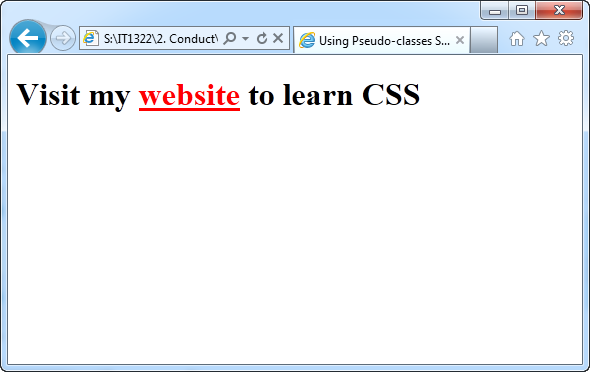 S:\IT1322\2. Conduct\
Using Pseudo-classes S...
Visit my website to learn CSS